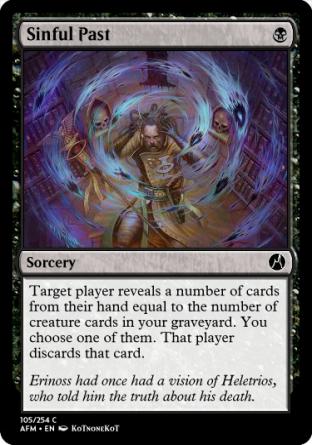 Sinful Past
Sorcery
Target player reveals a number of cards
from their hand equal to the number of
creature cards in your graveyard. You
choose one of them. That player
discards that card.
Erinoss had once had a vision of Heletrios,
who told him the truth about his death.
105/254 C
AFM • EN KoTnoneKoT